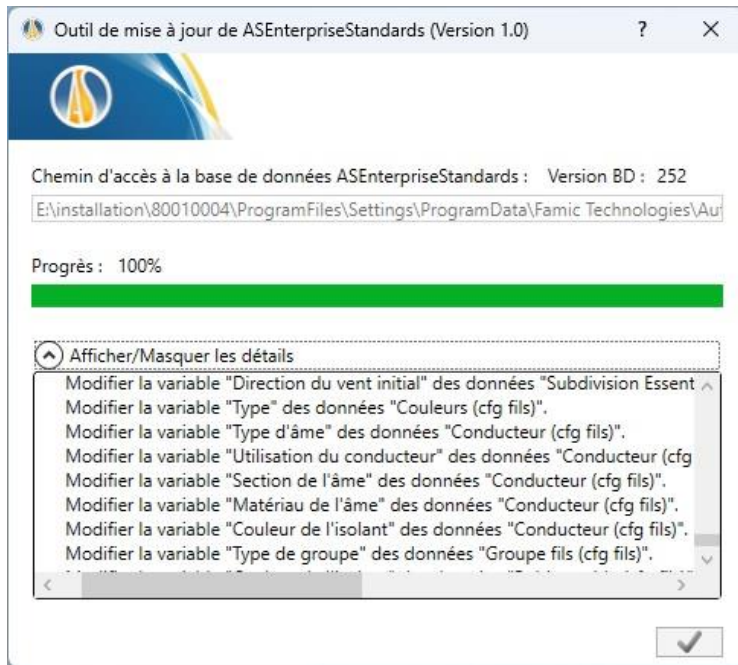 Outil de mise à jour de ASEnterpriseStandards (Version 1.0) ?
AS
Chemin d'accès à la base de données ASEnterpriseStandards : Version BD : 252
E:\installation\80010004\ProgramFiles\Settings\ProgramData\Famic Technologies\Au
Progrès : 100%
Afficher/Masquer les détails
Modifier la variable "Direction du vent initial" des données "Subdivision Essent
Modifier la variable "Type" des données "Couleurs (cfg fils)".
Modifier la variable "Type d'âme" des données "Conducteur (cfg fils)".
Modifier la variable "Utilisation du conducteur" des données "Conducteur (cfg
Modifier la variable "Section de l'âme" des données "Conducteur (cfg fils)".
Modifier la variable "Matériau de l'âme" des données "Conducteur (cfg fils)".
Modifier la variable "Couleur de l'isolant" des données "Conducteur (cfg fils)".
Modifier la variable "Type de groupe" des données "Groupe fils (cfg fils)".